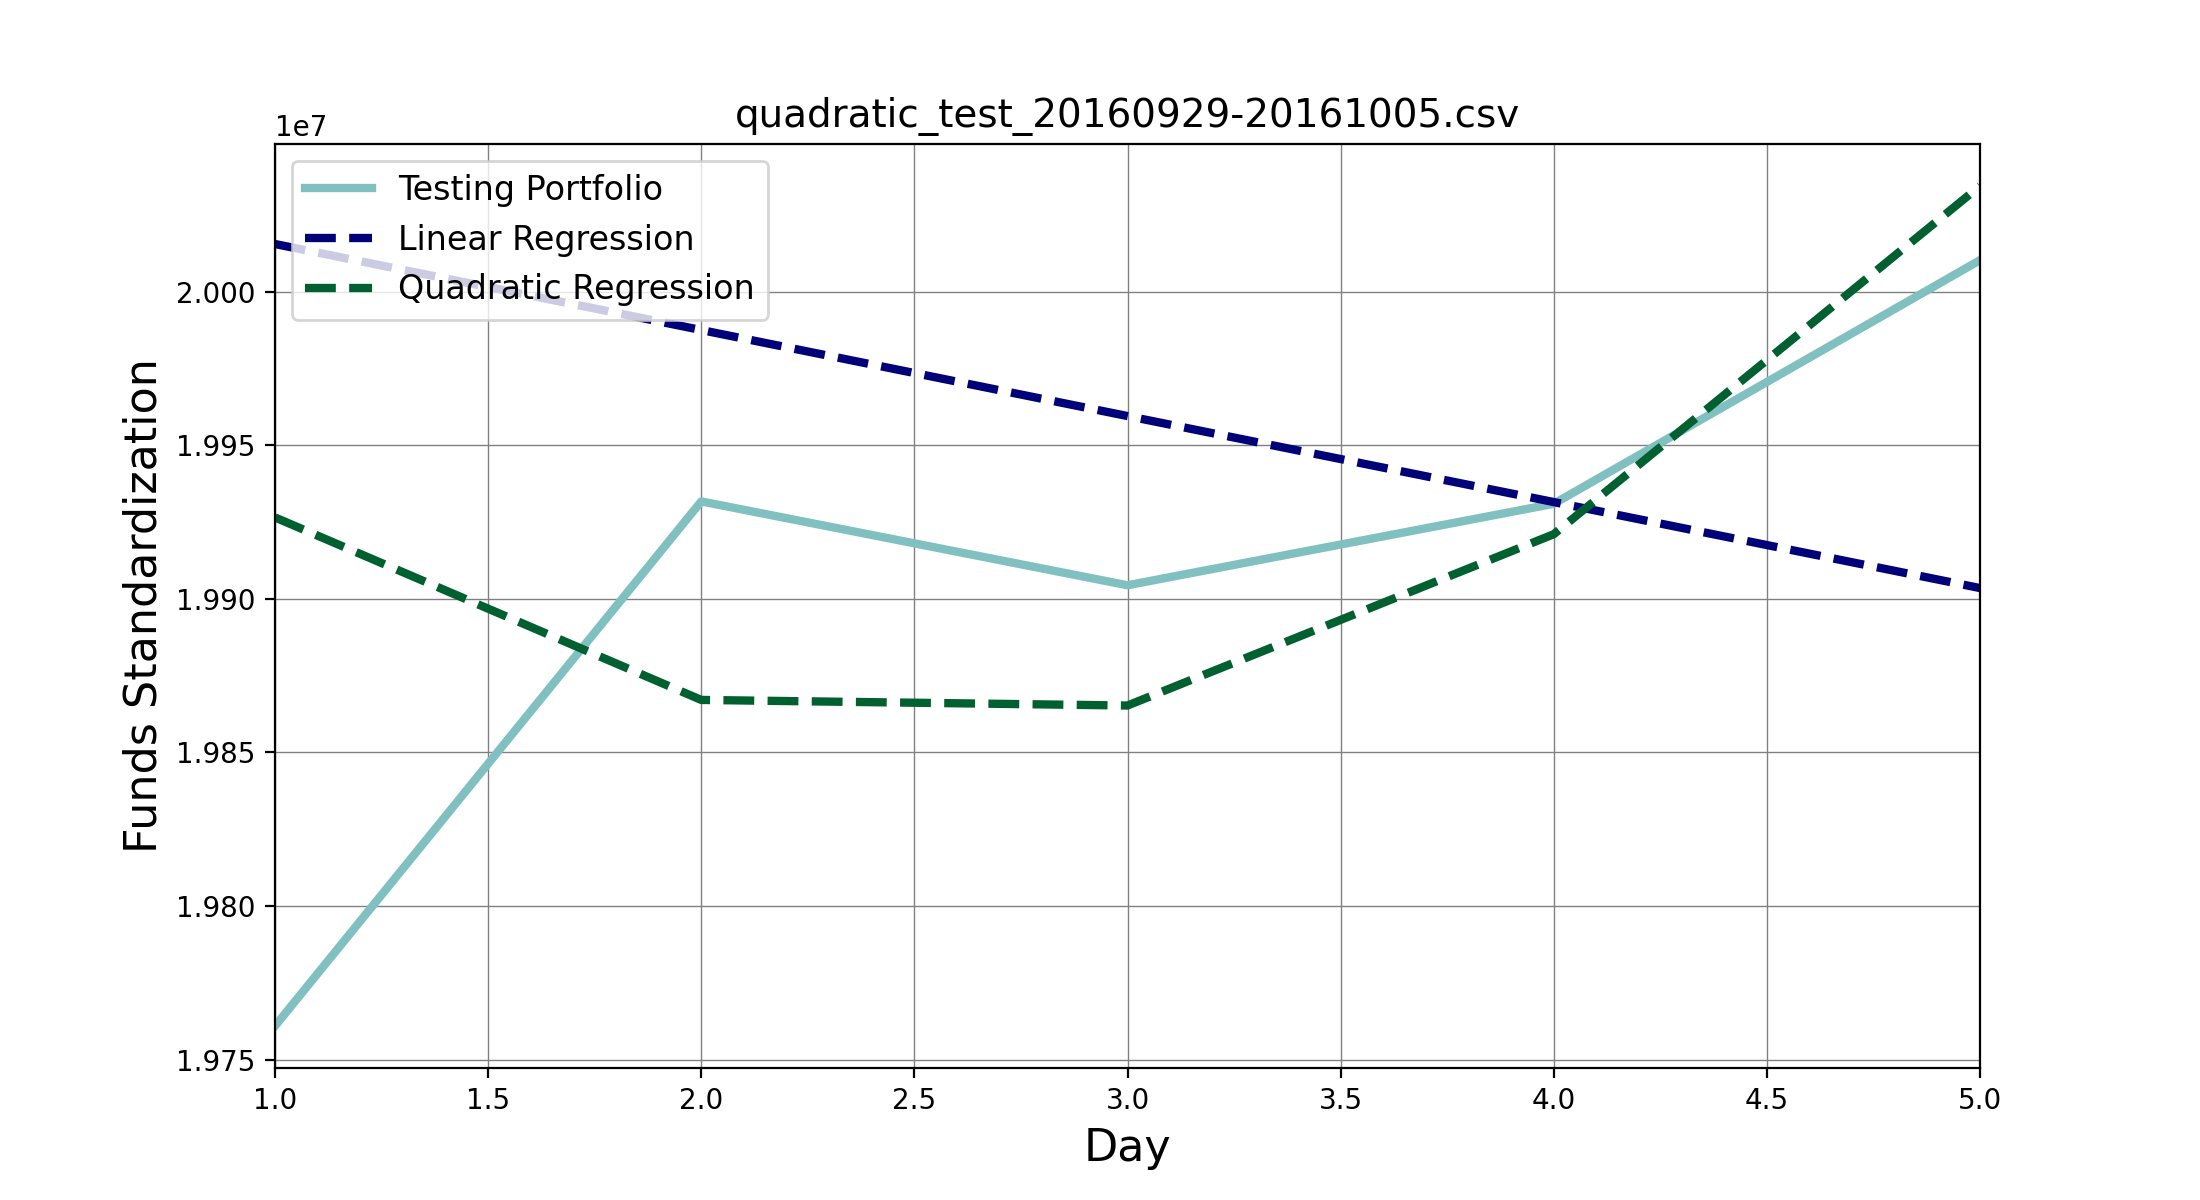 quadratic_test_20160929-20161005.csv
1e7
Testing Portfolio
Linear Regression
Quadratic Regression
2.000
1.995
1.990
1.985
1.980
1.975
Funds Standardization
1.0 1.5 2.0 2.5 3.0 3.5 4.0 4.5 5.0
Day